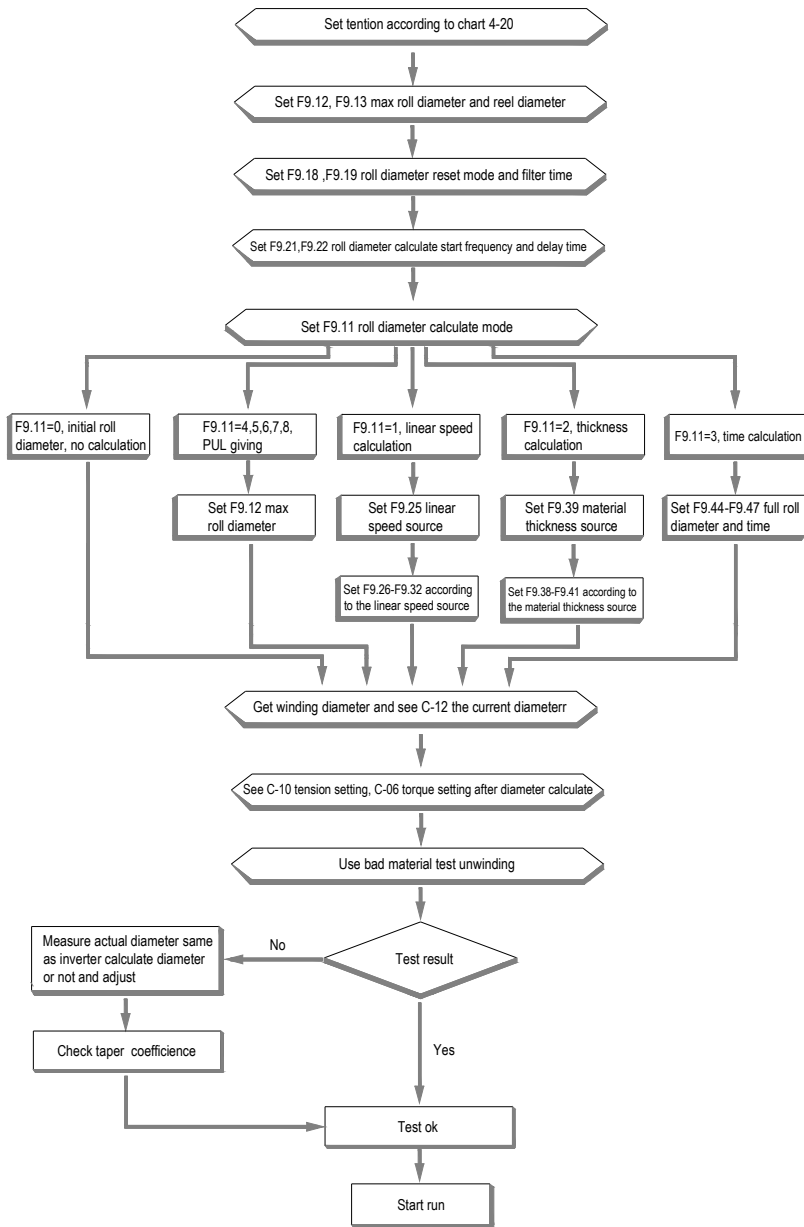 Set tention according to chart 4-20
Set F9.12, F9.13 max roll diameter and reel diameter
Set F9.18 ,F9.19 roll diameter reset mode and filter time
Set F9.21,F9.22 roll diameter calculate start frequency and delay time
Set F9.11 roll diameter calculate mode
F9.11=0, initial roll
diameter, no calculation
F9.11=4,5,6,7,8,
PUL giving
F9.11=1, linear speed
calculation
F9.11=2, thickness
calculation
F9.11=3, time calculation
Set F9.12 max
roll diameter
Set F9.25 linear
speed source
Set F9.39 material
thickness source
Set F9.44-F9.47 full roll
diameter and time
Set F9.26-F9.32 according
to the linear speed source
Set F9.38-F9.41 according to
the material thickness source
Get winding diameter and see C-12 the current diameterr
See C-10 tension setting, C-06 torque setting after diameter calculate
Use bad material test unwinding
Measure actual diameter same
as inverter calculate diameter
or not and adjust
No
Test result
Check taper coefficience
Yes
Test ok
Start run